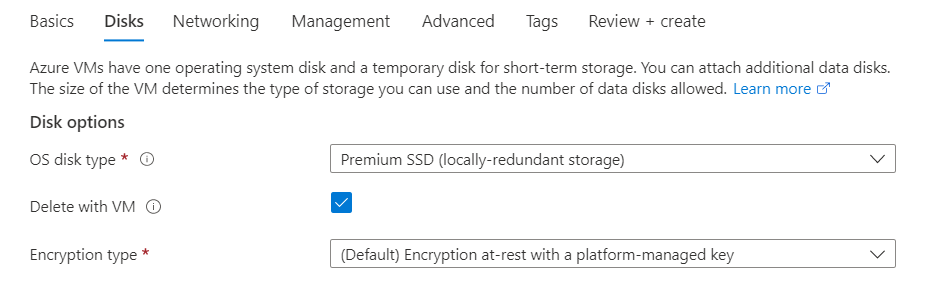 Basics Disks Networking Management Advanced Tags Review + create
Azure VMs have one operating system disk and a temporary disk for short-term storage. You can attach additional data disks.
The size of the VM determines the type of storage you can use and the number of data disks allowed. Learn more
Disk options
OS disk type * Premium SSD (locally-redundant storage)
Delete with VM
Encryption type * (Default) Encryption at-rest with a platform-managed key